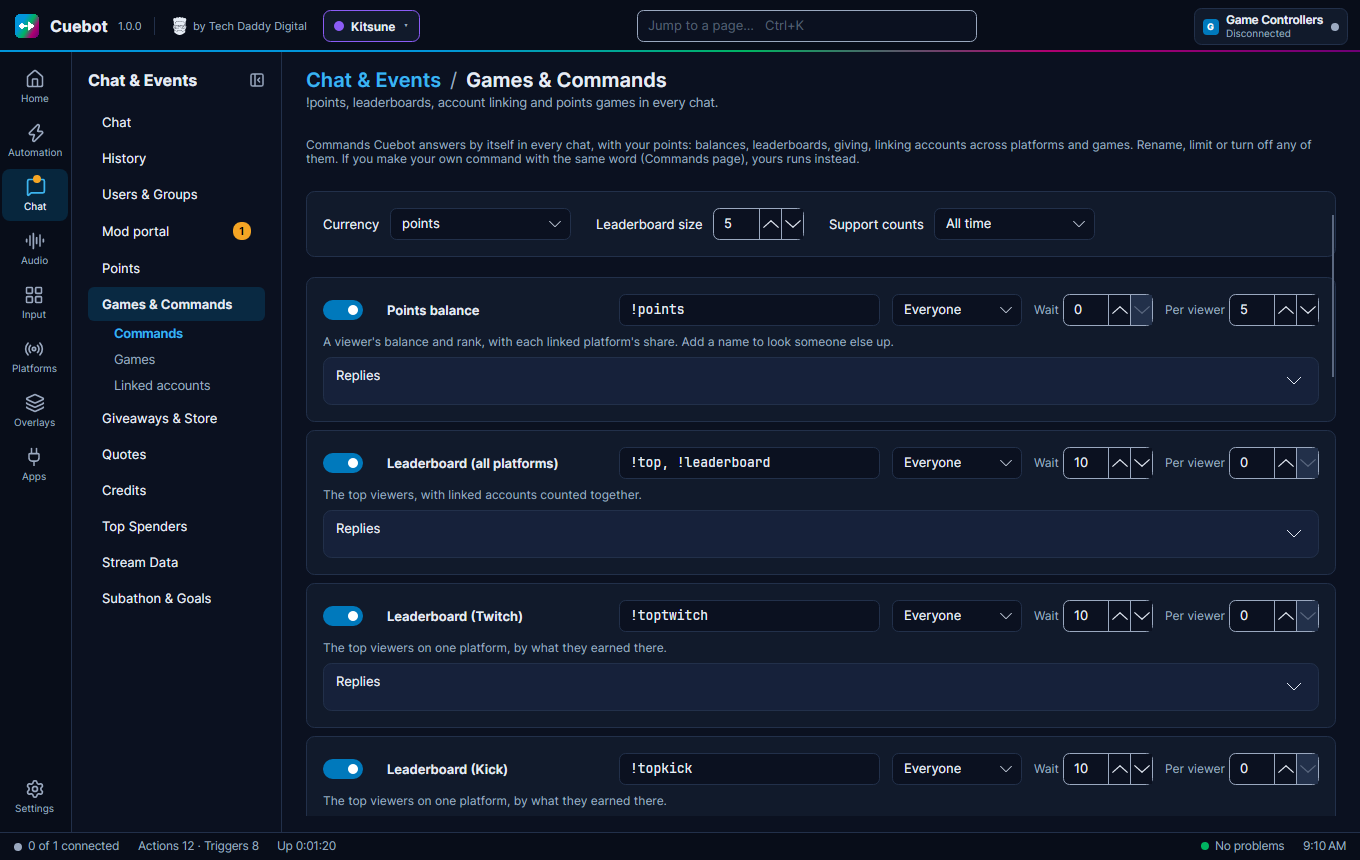 Cuebot 1.0.0 by Tech Daddy Digital Kitsune Jump to a page... Ctrl+K G Game Controllers
Disconnected
Home
Automation
Chat
Audio
Input
Platforms
Overlays
Apps
Settings
Chat & Events
Chat
History
Users & Groups
Mod portal 1
Points
Games & Commands
Commands
Games
Linked accounts
Giveaways & Store
Quotes
Credits
Top Spenders
Stream Data
Subathon & Goals
Chat & Events / Games & Commands
!points, leaderboards, account linking and points games in every chat.
Commands Cuebot answers by itself in every chat, with your points: balances, leaderboards, giving, linking accounts across platforms and games. Rename, limit or turn off any of
them. If you make your own command with the same word (Commands page), yours runs instead.
Currency points Leaderboard size 5 Support counts All time
Points balance !points Everyone Wait 0 Per viewer 5
A viewer's balance and rank, with each linked platform's share. Add a name to look someone else up.
Replies
Leaderboard (all platforms) !top, !leaderboard Everyone Wait 10 Per viewer 0
The top viewers, with linked accounts counted together.
Replies
Leaderboard (Twitch) !toptwitch Everyone Wait 10 Per viewer 0
The top viewers on one platform, by what they earned there.
Replies
Leaderboard (Kick) !topkick Everyone Wait 10 Per viewer 0
The top viewers on one platform, by what they earned there.
0 of 1 connected Actions 12 · Triggers 8 Up 0:01:20 No problems 9:10 AM